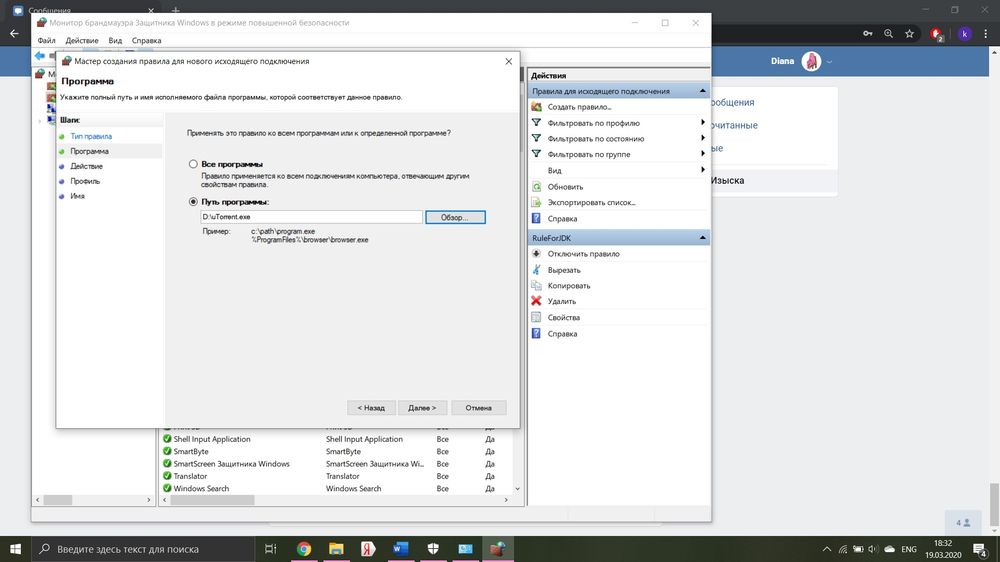 Сообщения
Монитор брандмауэра Защитника Windows в режиме повышенной безопасности
Файл Действие Вид Справка
2
k
Diana
Мастер создания правила для нового исходящего подключения
Программа
Укажите полный путь и имя исполняемого файла программы, которой соответствует данное правило.
Шаги:
Тип правила
Программа
Действие
Профиль
Имя
Применять это правило ко всем программам или к определенной программе?
Все программы
Правило применяется ко всем подключениям компьютера, отвечающим другим
свойствам правила.
Путь программы:
D:\uTorrent.exe
Обзор...
Пример: c:\path\program.exe
%ProgramFiles%\browser\browser.exe
< Назад Далее > Отмена
Shell Input Application Shell Input Application Все Да
SmartByte SmartByte Все Да
SmartScreen Защитника Windows SmartScreen Защитника Wi... Все Да
Translator Translator Все Да
Windows Search Windows Search Все Да
Действия
Правила для исходящего подключения
Создать правило...
Фильтровать по профилю
Фильтровать по состоянию
Фильтровать по группе
Вид
Обновить
Экспортировать список...
Справка
RuleForJDK
Отключить правило
Вырезать
Копировать
Удалить
Свойства
Справка
ообщения
очитанные
ые
Изыска
4
Введите здесь текст для поиска
ENG
18:32
19.03.2020
4